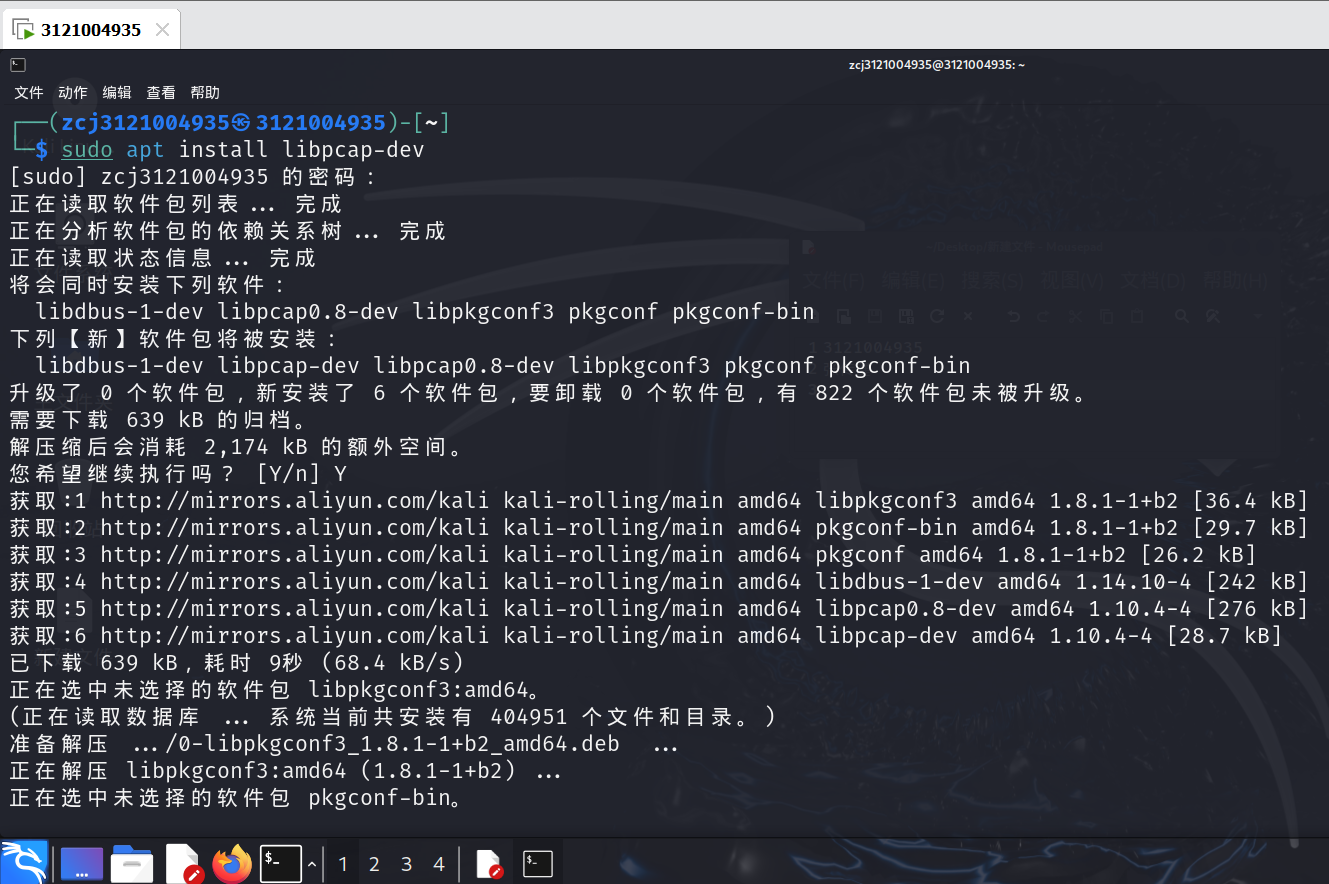 3121004935
zcj3121004935@3121004935: ~
文件 动作 编辑 查看 帮助
┌──(zcj3121004935㉿3121004935)-[~]
└─$ sudo apt install libpcap-dev
[sudo] zcj3121004935 的密码：
正在读取软件包列表... 完成
正在分析软件包的依赖关系树... 完成
正在读取状态信息... 完成
将会同时安装下列软件：
  libdbus-1-dev libpcap0.8-dev libpkgconf3 pkgconf pkgconf-bin
下列【新】软件包将被安装：
  libdbus-1-dev libpcap-dev libpcap0.8-dev libpkgconf3 pkgconf pkgconf-bin
升级了 0 个软件包，新安装了 6 个软件包，要卸载 0 个软件包，有 822 个软件包未被升级。
需要下载 639 kB 的归档。
解压缩后会消耗 2,174 kB 的额外空间。
您希望继续执行吗？ [Y/n] Y
获取:1 http://mirrors.aliyun.com/kali kali-rolling/main amd64 libpkgconf3 amd64 1.8.1-1+b2 [36.4 kB]
获取:2 http://mirrors.aliyun.com/kali kali-rolling/main amd64 pkgconf-bin amd64 1.8.1-1+b2 [29.7 kB]
获取:3 http://mirrors.aliyun.com/kali kali-rolling/main amd64 pkgconf amd64 1.8.1-1+b2 [26.2 kB]
获取:4 http://mirrors.aliyun.com/kali kali-rolling/main amd64 libdbus-1-dev amd64 1.14.10-4 [242 kB]
获取:5 http://mirrors.aliyun.com/kali kali-rolling/main amd64 libpcap0.8-dev amd64 1.10.4-4 [276 kB]
获取:6 http://mirrors.aliyun.com/kali kali-rolling/main amd64 libpcap-dev amd64 1.10.4-4 [28.7 kB]
已下载 639 kB，耗时 9秒 (68.4 kB/s)
正在选中未选择的软件包 libpkgconf3:amd64。
(正在读取数据库 ... 系统当前共安装有 404951 个文件和目录。)
准备解压 .../0-libpkgconf3_1.8.1-1+b2_amd64.deb  ...
正在解压 libpkgconf3:amd64 (1.8.1-1+b2) ...
正在选中未选择的软件包 pkgconf-bin。
文件(F) 编辑(E) 搜索(S) 视图(V) 文档(D) 帮助(H)
1 3121004935
1 2 3 4